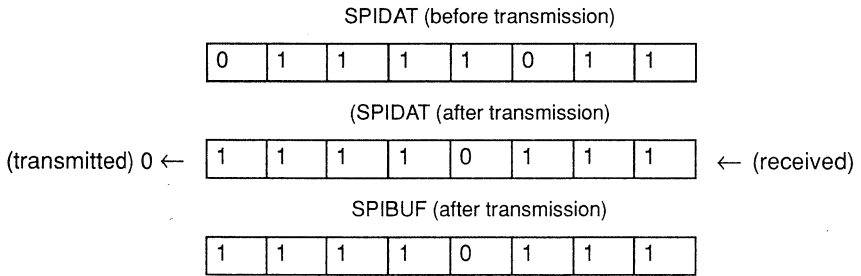 SPIDAT (before transmission)
0 1 1 1 1 0 1 1
(SPIDAT (after transmission)
(transmitted) 0 ← 1 1 1 1 0 1 1 1 ← (received)
SPIBUF (after transmission)
1 1 1 1 0 1 1 1